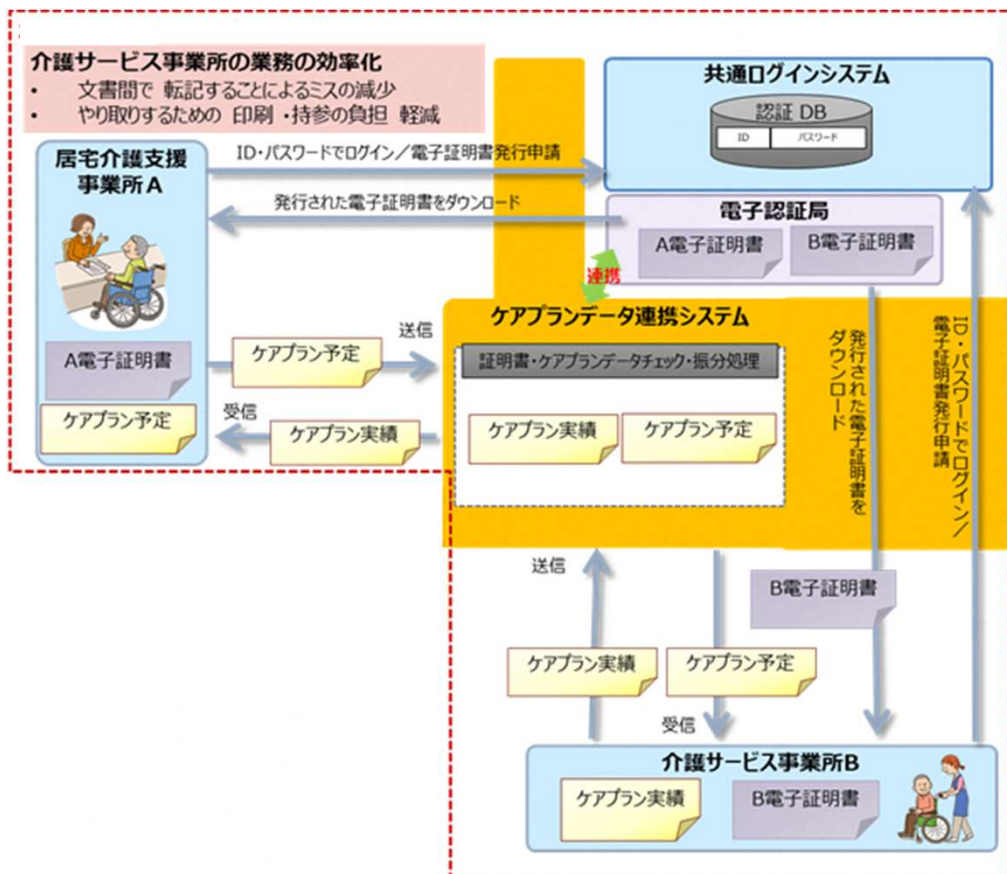 介護サービス事業所の業務の効率化
• 文書間で 転記することによるミスの減少
• やり取りするための 印刷・持参の負担 軽減
共通ログインシステム
認証 DB
ID
パスワード
居宅介護支援
事業所A
ID・パスワードでログイン/電子証明書発行申請
発行された電子証明書をダウンロード
電子認証局
A電子証明書
B電子証明書
連携
ケアプランデータ連携システム
証明書・ケアプランデータチェック・振分処理
ケアプラン実績
ケアプラン予定
A電子証明書
ケアプラン予定
送信
ケアプラン予定
受信
ケアプラン実績
発行された電子証明書を
ダウンロード
ID・パスワードでログイン/
電子証明書発行申請
送信
B電子証明書
ケアプラン実績
ケアプラン予定
受信
介護サービス事業所B
ケアプラン実績
B電子証明書